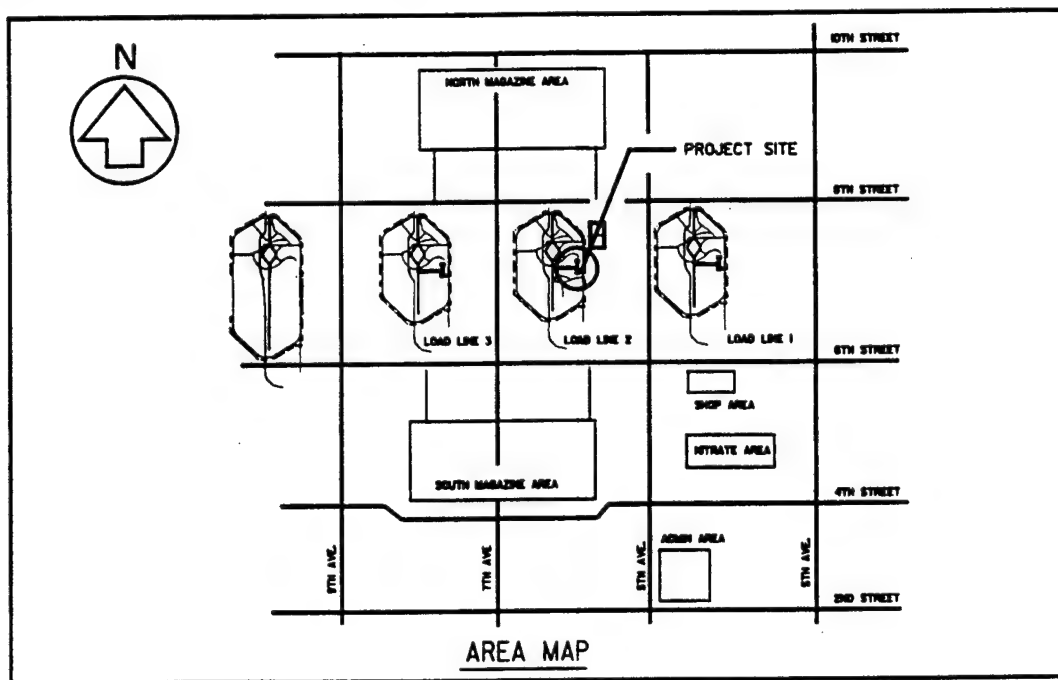 10TH STREET
N
NORTH MAGAZINE AREA
PROJECT SITE
8TH STREET
LOAD LINE 3
LOAD LINE 2
LOAD LINE 1
6TH STREET
SHOP AREA
NITRATE AREA
SOUTH MAGAZINE AREA
4TH STREET
ADMIN AREA
9TH AVE.
7TH AVE
5TH AVE.
5TH AVE.
2ND STREET
AREA MAP